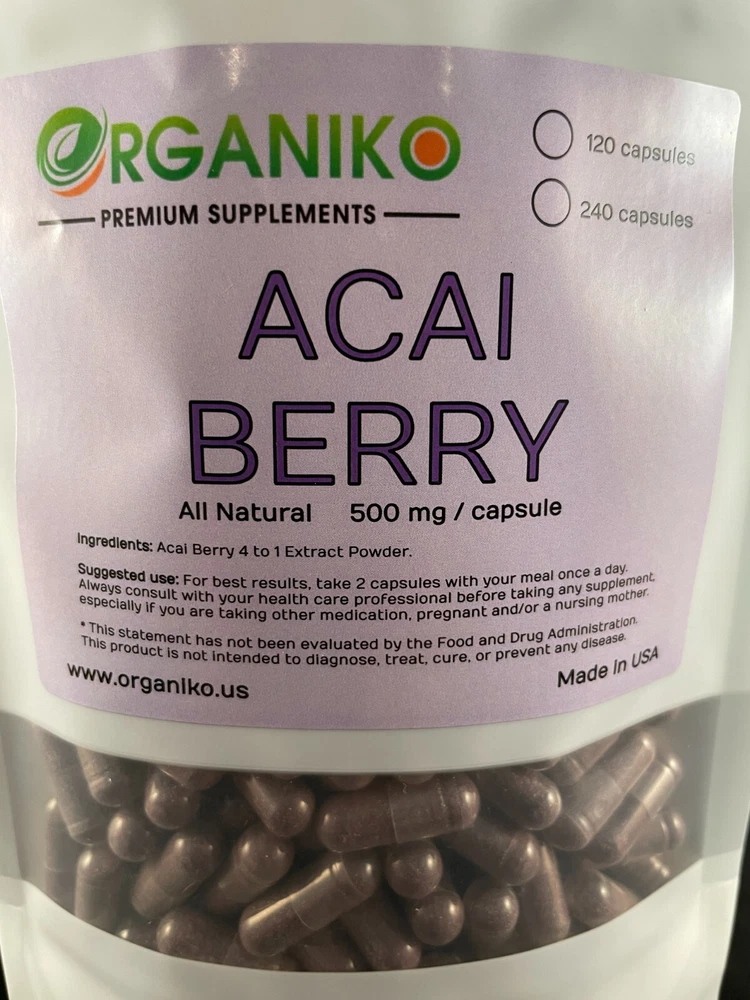 ORGANIKO
PREMIUM SUPPLEMENTS
120 capsules
240 capsules
ACAI
BERRY
All Natural 500 mg / capsule
Ingredients: Acai Berry 4 to 1 Extract Powder.
Suggested use: For best results, take 2 capsules with your meal once a day.
Always consult with your health care professional before taking any supplement,
especially if you are taking other medication, pregnant and/or a nursing mother.
* This statement has not been evaluated by the Food and Drug Administration.
This product is not intended to diagnose, treat, cure, or prevent any disease.
www.organiko.us
Made In USA